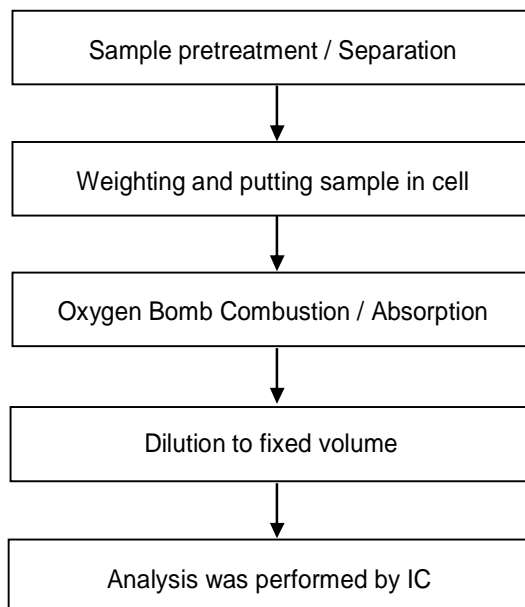 Sample pretreatment / Separation
Weighting and putting sample in cell
Oxygen Bomb Combustion / Absorption
Dilution to fixed volume
Analysis was performed by IC